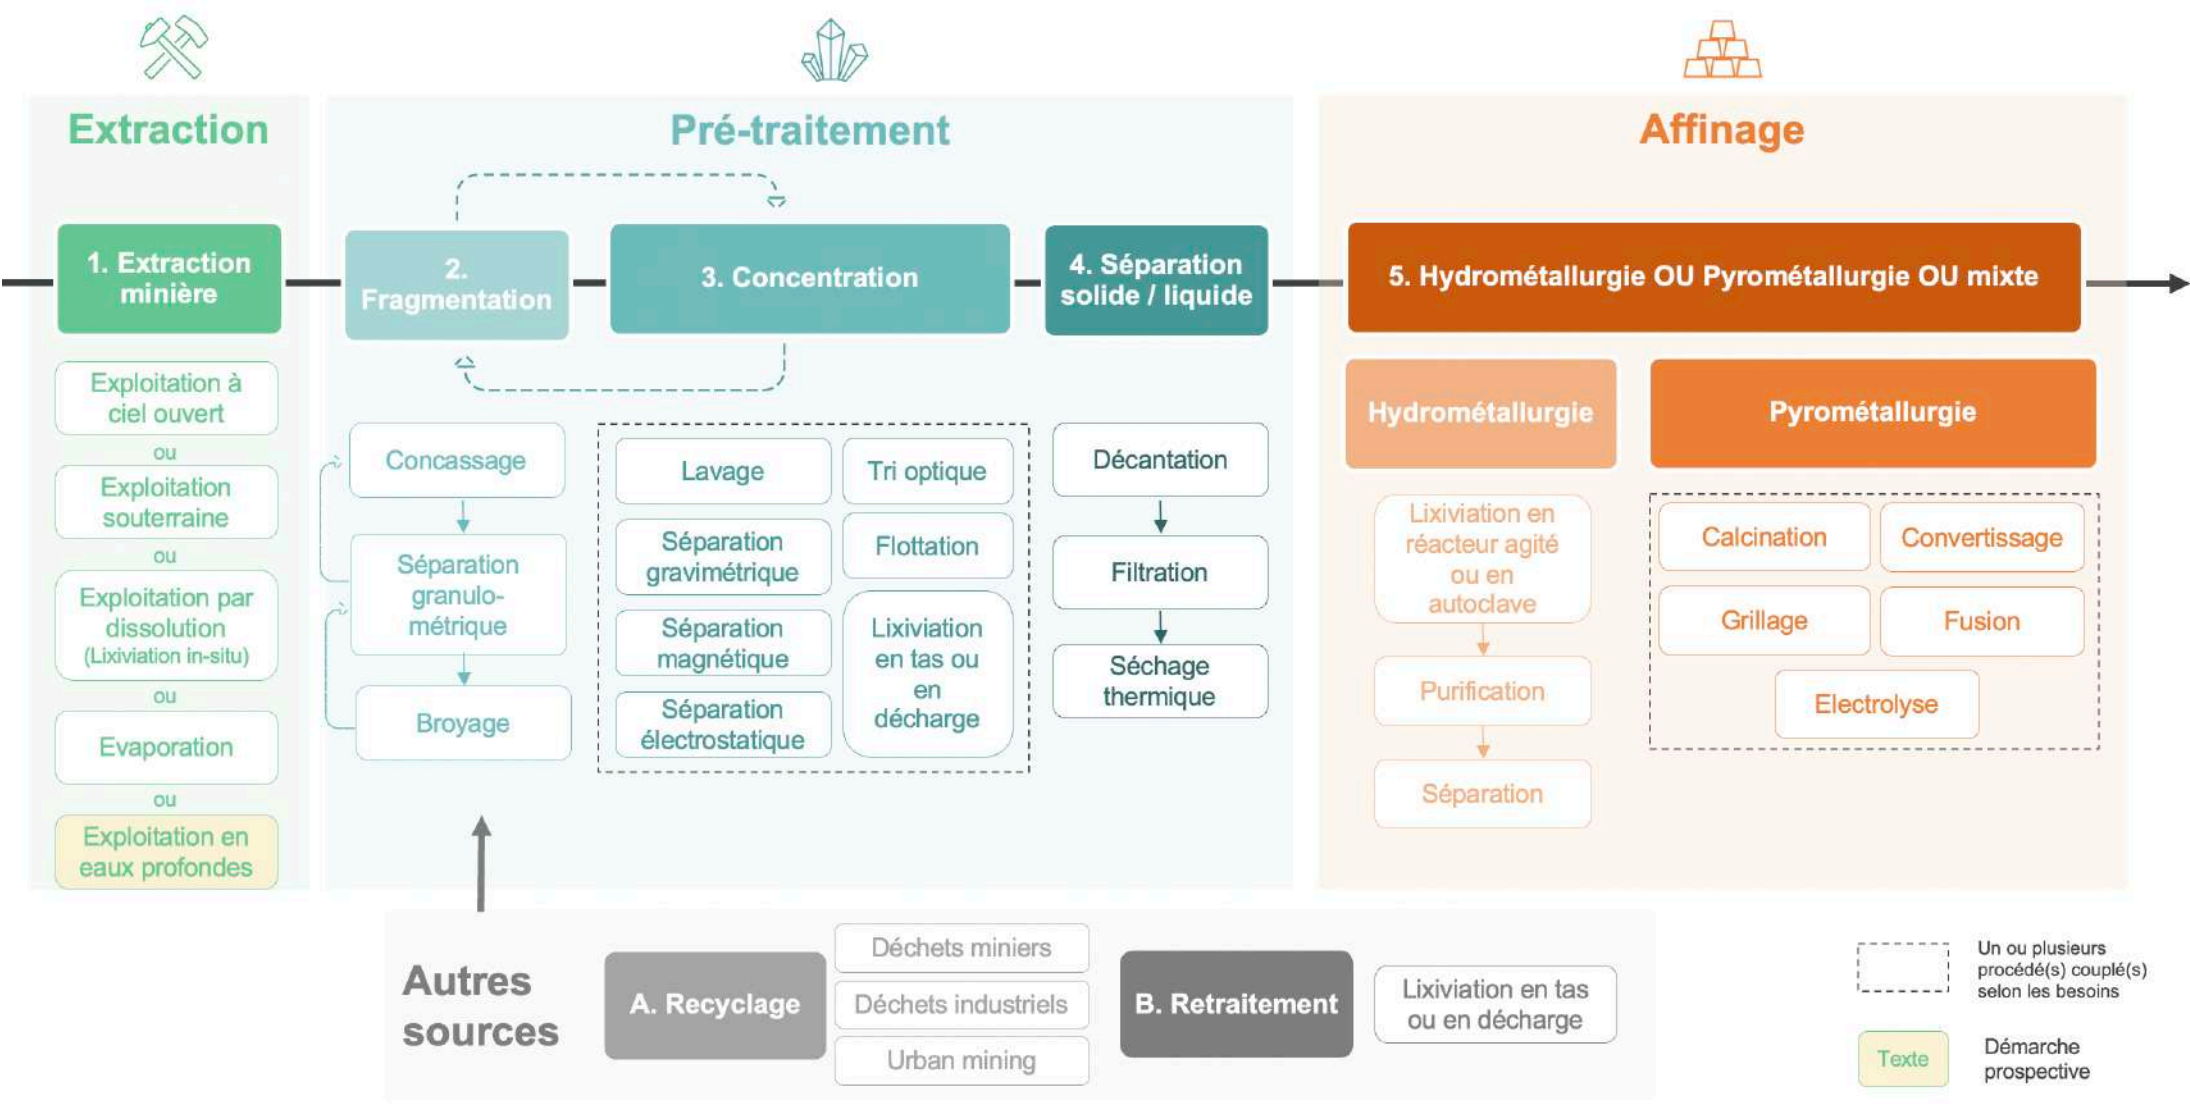 Extraction
Pré-traitement
Affinage
1. Extraction
minière
2.
Fragmentation
3. Concentration
4. Séparation
solide / liquide
5. Hydrométallurgie OU Pyrométallurgie OU mixte
Exploitation à
ciel ouvert
ou
Exploitation
souterraine
ou
Exploitation par
dissolution
(Lixiviation in-situ)
ou
Evaporation
ou
Exploitation en
eaux profondes
Concassage
Séparation
granulo-
métrique
Broyage
Lavage
Séparation
gravimétrique
Séparation
magnétique
Séparation
électrostatique
Tri optique
Flottation
Lixiviation
en tas ou
en
décharge
Décantation
Filtration
Séchage
thermique
Hydrométallurgie
Lixiviation en
réacteur agité
ou en
autoclave
Purification
Séparation
Pyrométallurgie
Calcination
Convertissage
Grillage
Fusion
Electrolyse
Autres
sources
A. Recyclage
Déchets miniers
Déchets industriels
Urban mining
B. Retraitement
Lixiviation en tas
ou en décharge
Un ou plusieurs
procédé(s) couplé(s)
selon les besoins
Texte
Démarche
prospective